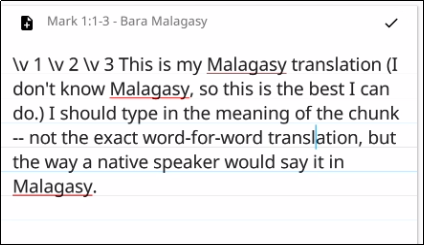 Mark 1:1-3 - Bara Malagasy
\v 1 \v 2 \v 3 This is my Malagasy translation (I
don't know Malagasy, so this is the best I can
do.) I should type in the meaning of the chunk
-- not the exact word-for-word translation, but
the way a native speaker would say it in
Malagasy.